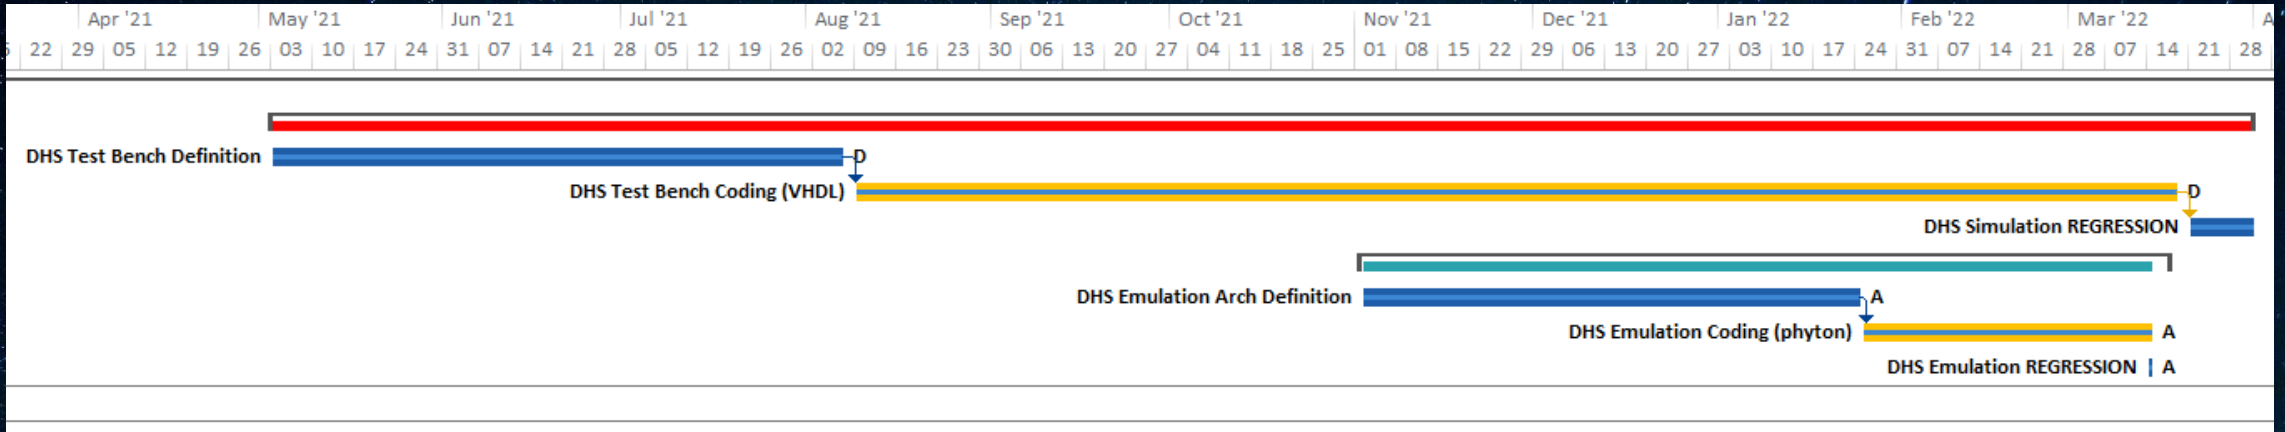 Apr '21 May '21 Jun '21 Jul '21 Aug '21 Sep '21 Oct '21 Nov '21 Dec '21 Jan '22 Feb '22 Mar '22 A
22 29 05 12 19 26 03 10 17 24 31 07 14 21 28 05 12 19 26 02 09 16 23 30 06 13 20 27 04 11 18 25 01 08 15 22 29 06 13 20 27 03 10 17 24 31 07 14 21 28 07 14 21 28
DHS Test Bench Definition D
DHS Test Bench Coding (VHDL) D
DHS Simulation REGRESSION
DHS Emulation Arch Definition A
DHS Emulation Coding (phyton) A
DHS Emulation REGRESSION A